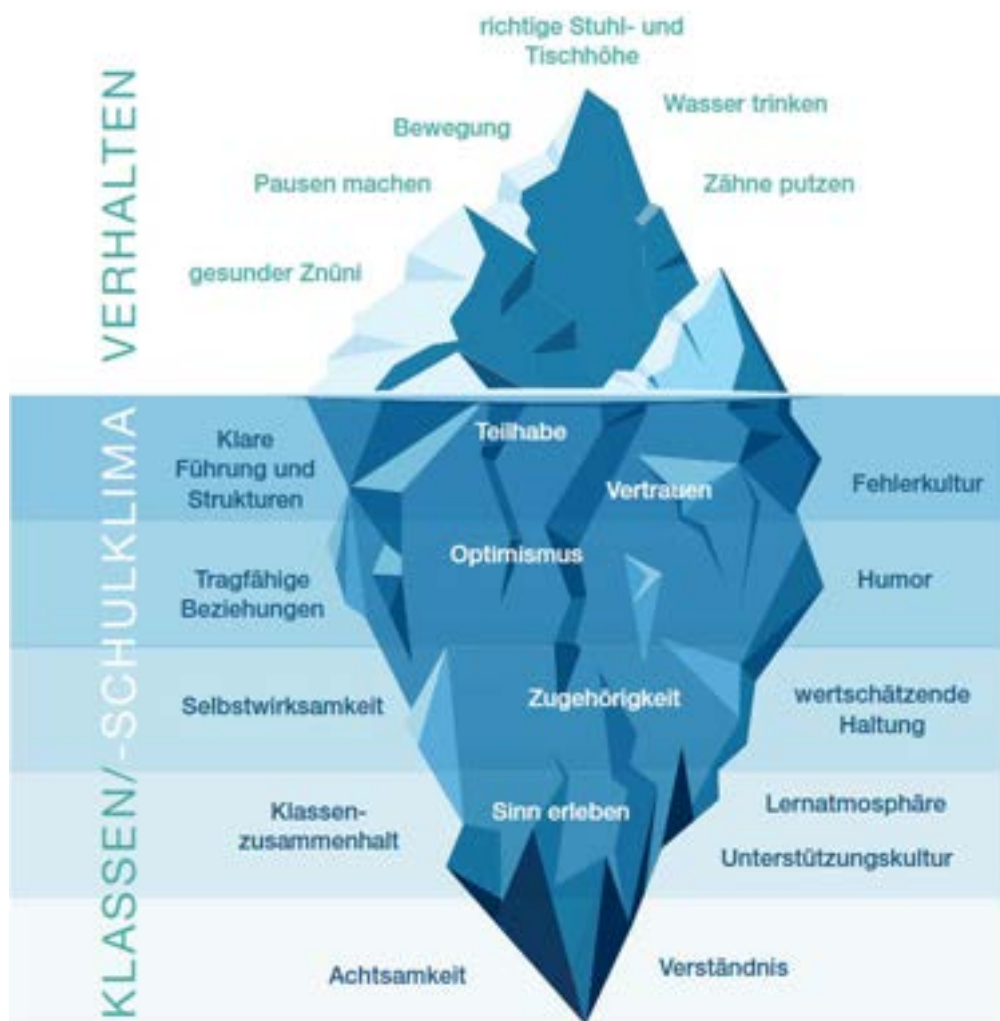 VERHALTEN
richtige Stuhl- und
Tischhöhe
Wasser trinken
Bewegung
Pausen machen
Zähne putzen
gesunder Znüni
KLASSEN/-SCHULKLIMA
Teilhabe
Klare
Führung und
Strukturen
Vertrauen
Fehlerkultur
Optimismus
Tragfähige
Beziehungen
Humor
Selbstwirksamkeit
Zugehörigkeit
wertschätzende
Haltung
Klassen-
zusammenhalt
Sinn erleben
Lernatmosphäre
Unterstützungskultur
Achtsamkeit
Verständnis